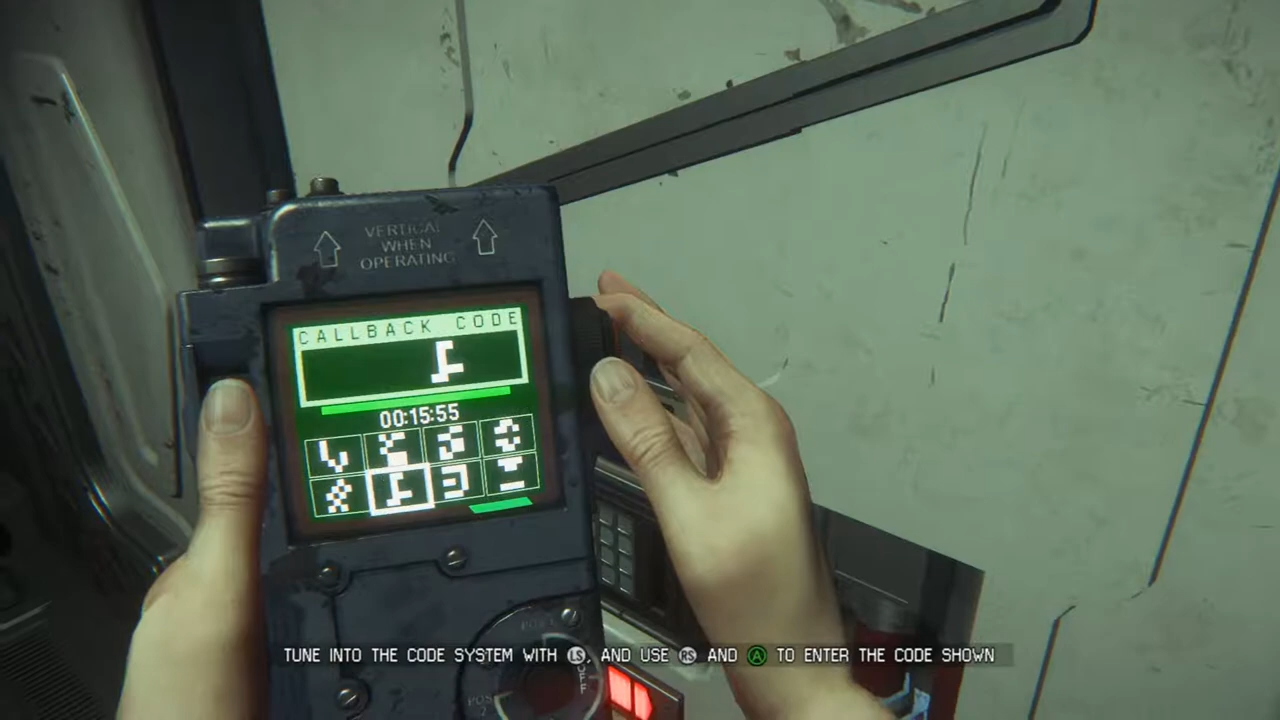 VERTICAL
WHEN
OPERATING
CALLBACK CODE
00:15:55
TUNE INTO THE CODE SYSTEM WITH LS, AND USE RS AND A TO ENTER THE CODE SHOWN